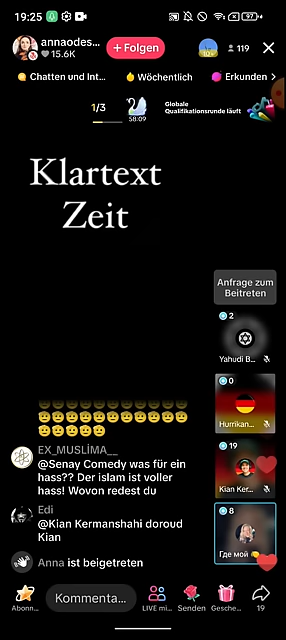 19:25
97
annaodes...
15.6K
+ Folgen
119
Chatten und Int...
Wöchentlich
Erkunden
1/3
58:09
Globale
Qualifikationsrunde läuft
Klartext
Zeit
Anfrage zum
Beitreten
2
Yahudi B...
0
Hurrikan...
EX_MUSLİMA__
@Senay Comedy was für ein
hass?? Der islam ist voller
hass! Wovon redest du
19
Kian Ker...
Edi
@Kian Kermanshahi doroud
Kian
8
Где мой
Anna ist beigetreten
Abonn...
Kommenta...
LIVE mi...
Senden
Gesche...
19